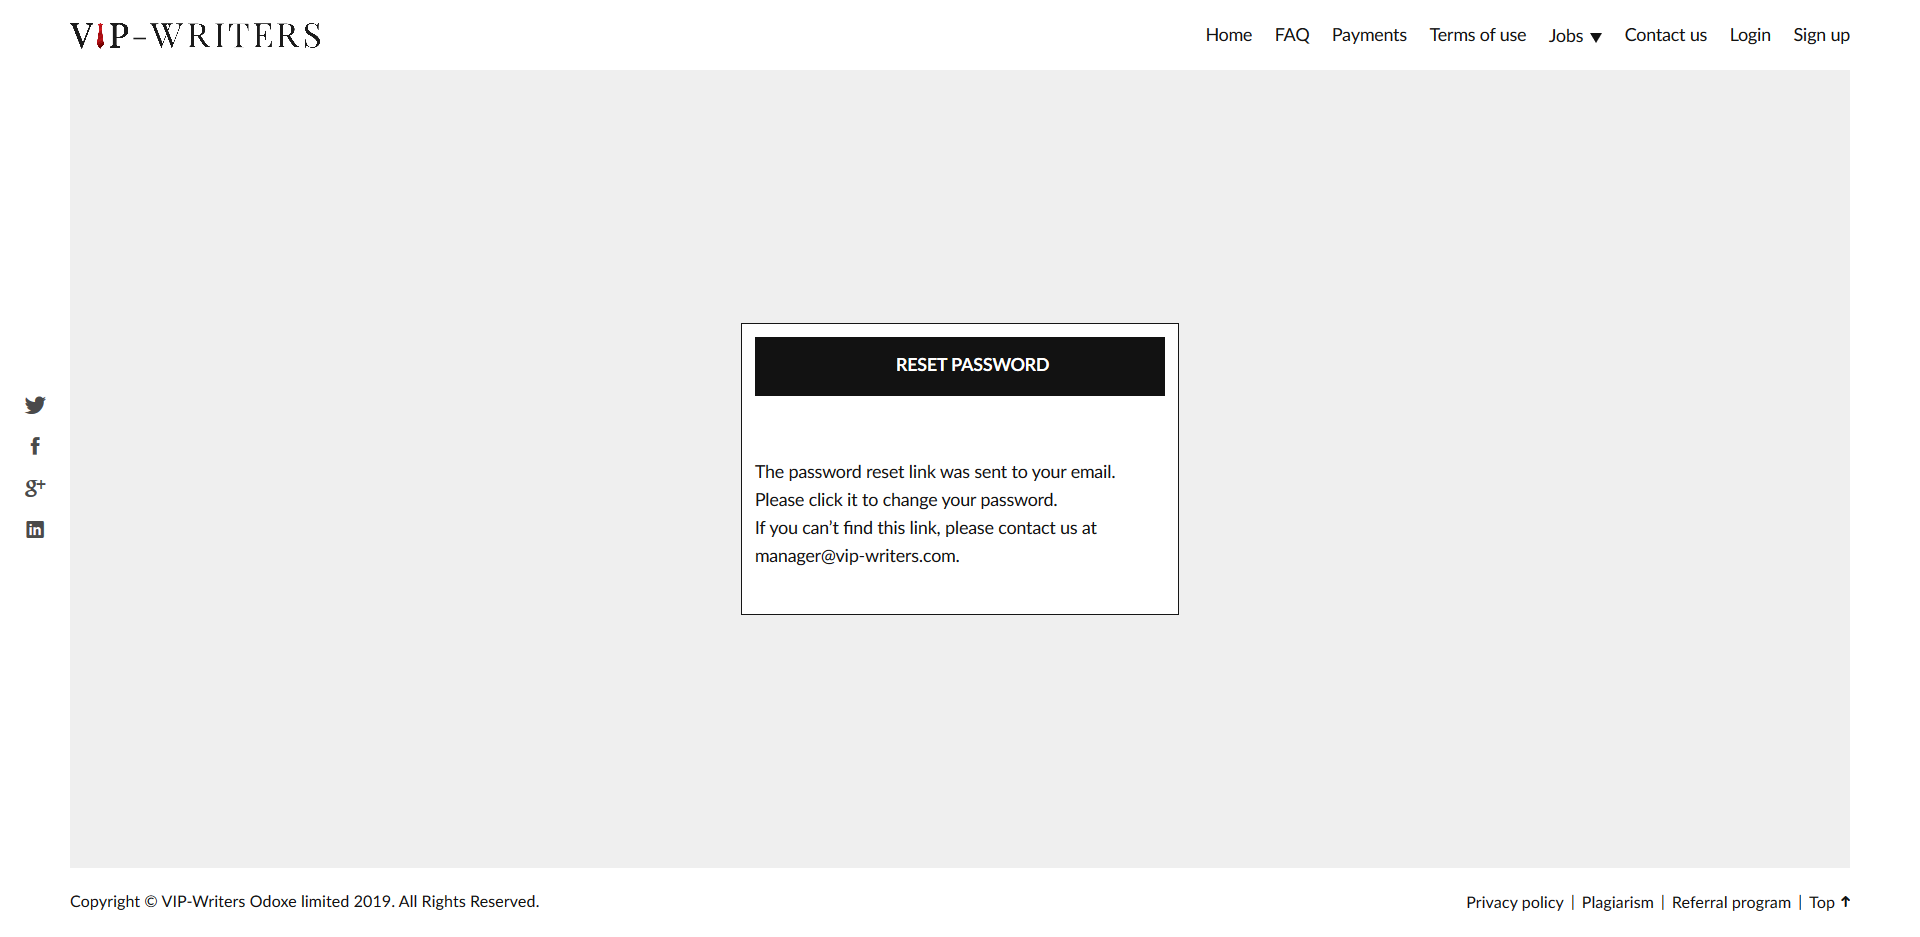 VIP-WRITERS
Home FAQ Payments Terms of use Jobs ▼ Contact us Login Sign up
RESET PASSWORD
The password reset link was sent to your email.
Please click it to change your password.
If you can’t find this link, please contact us at
manager@vip-writers.com.
Copyright © VIP-Writers Odoxe limited 2019. All Rights Reserved.
Privacy policy | Plagiarism | Referral program | Top ↑